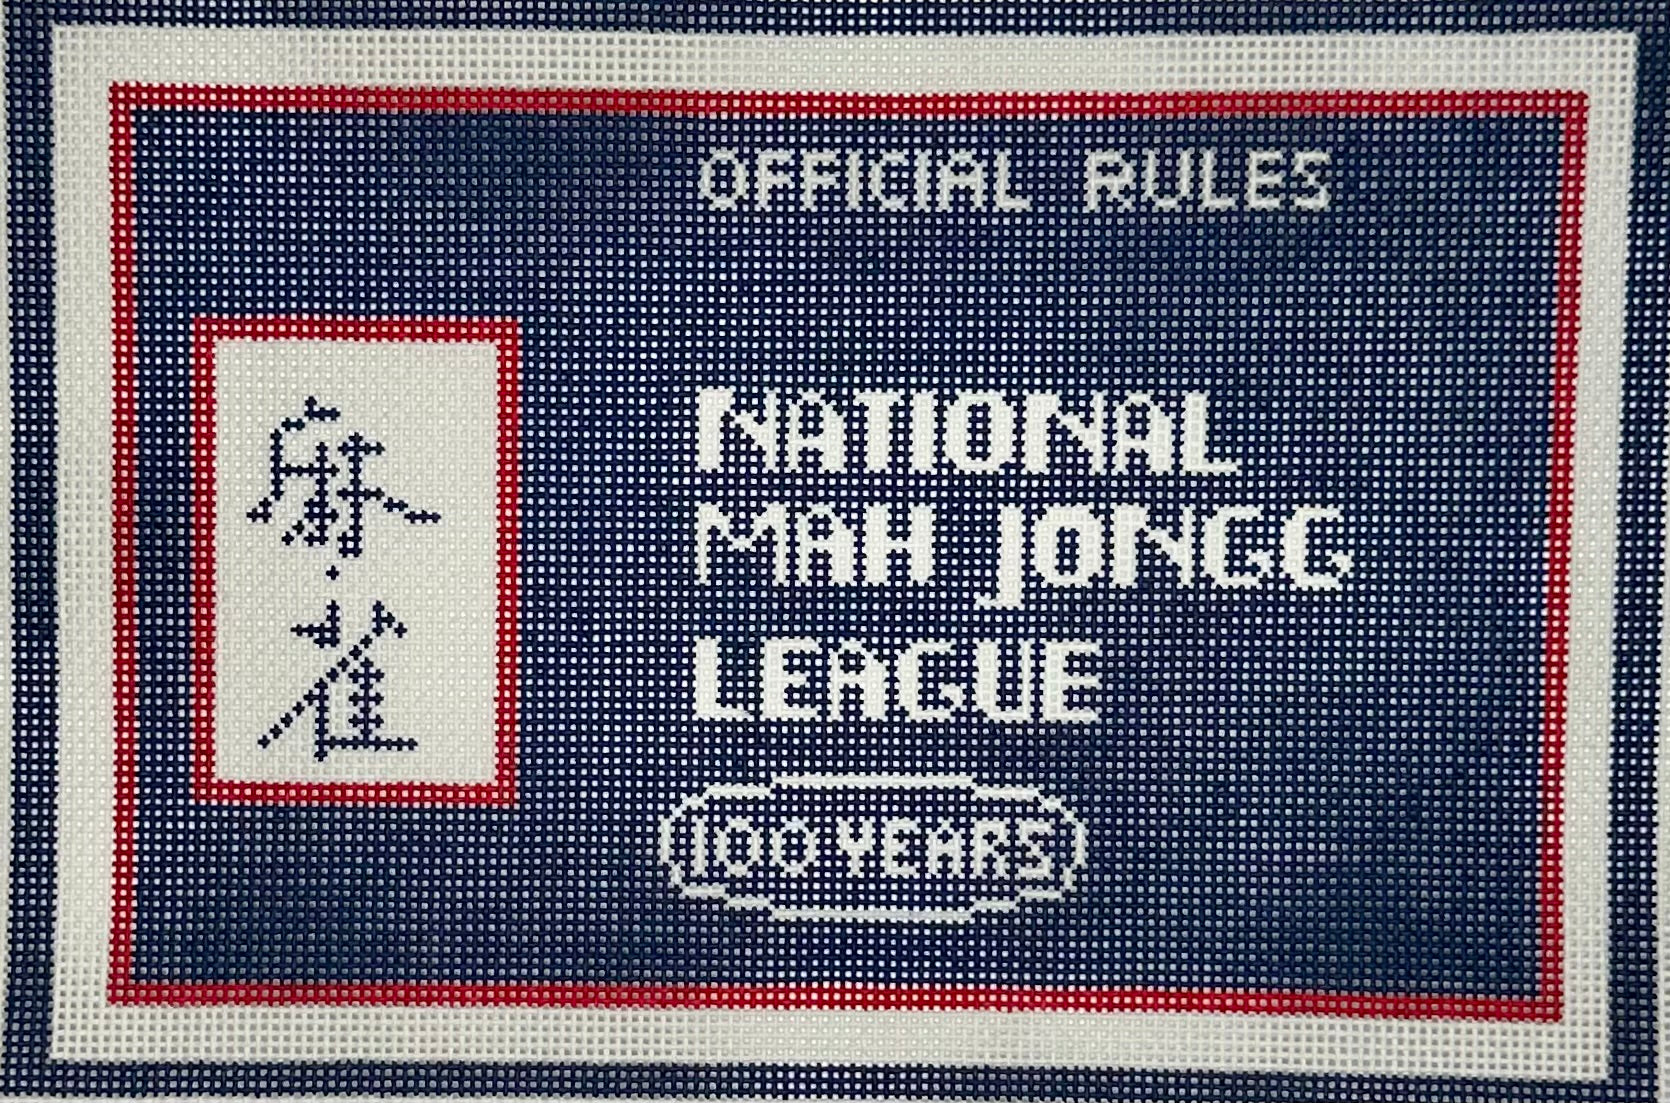 OFFICIAL RULES
麻雀
NATIONAL
MAH JONGG
LEAGUE
100 YEARS